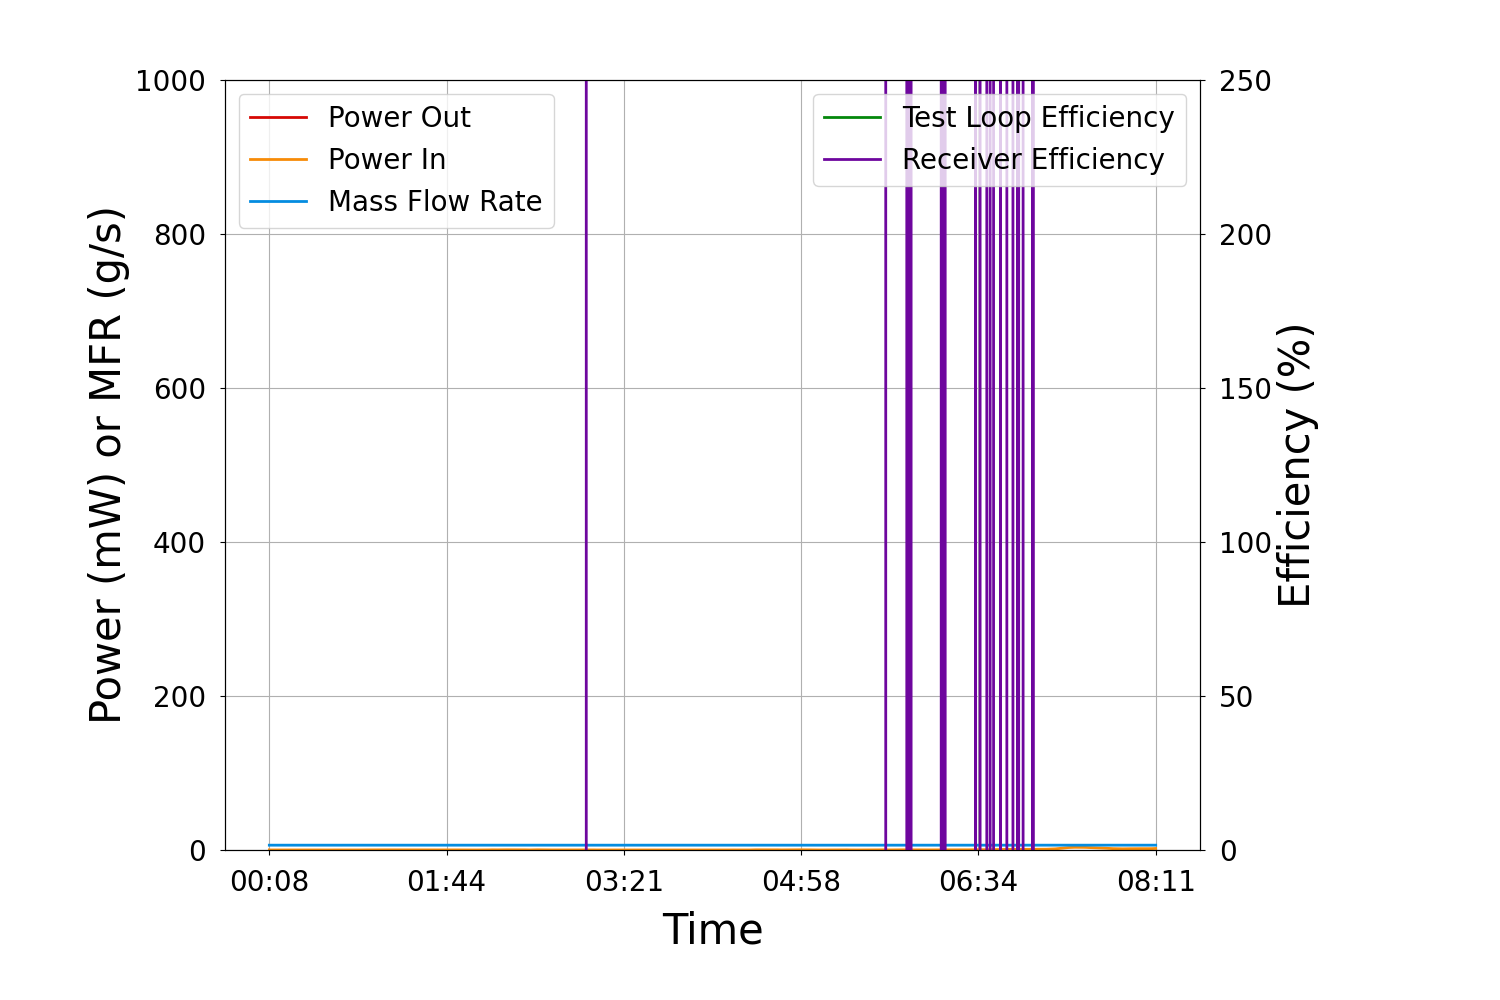 Power Out
Power In
Mass Flow Rate
Test Loop Efficiency
Receiver Efficiency
1000
800
600
400
200
0
Power (mW) or MFR (g/s)
250
200
150
100
50
0
Efficiency (%)
00:08 01:44 03:21 04:58 06:34 08:11
Time